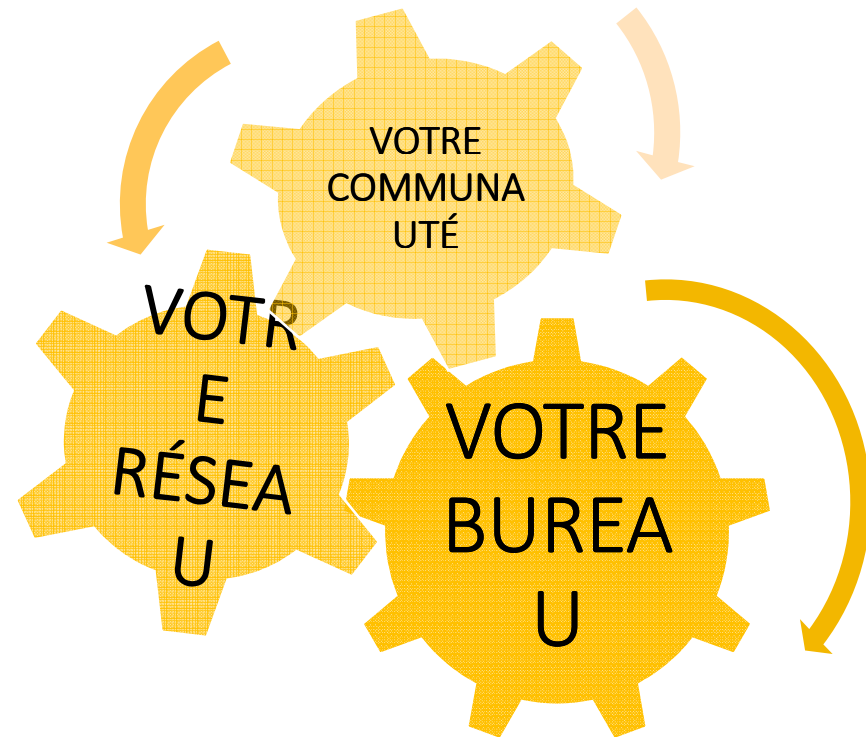 VOTRE
COMMUNA
UTÉ
VOTR
E
RÉSEA
U
VOTRE
BUREA
U